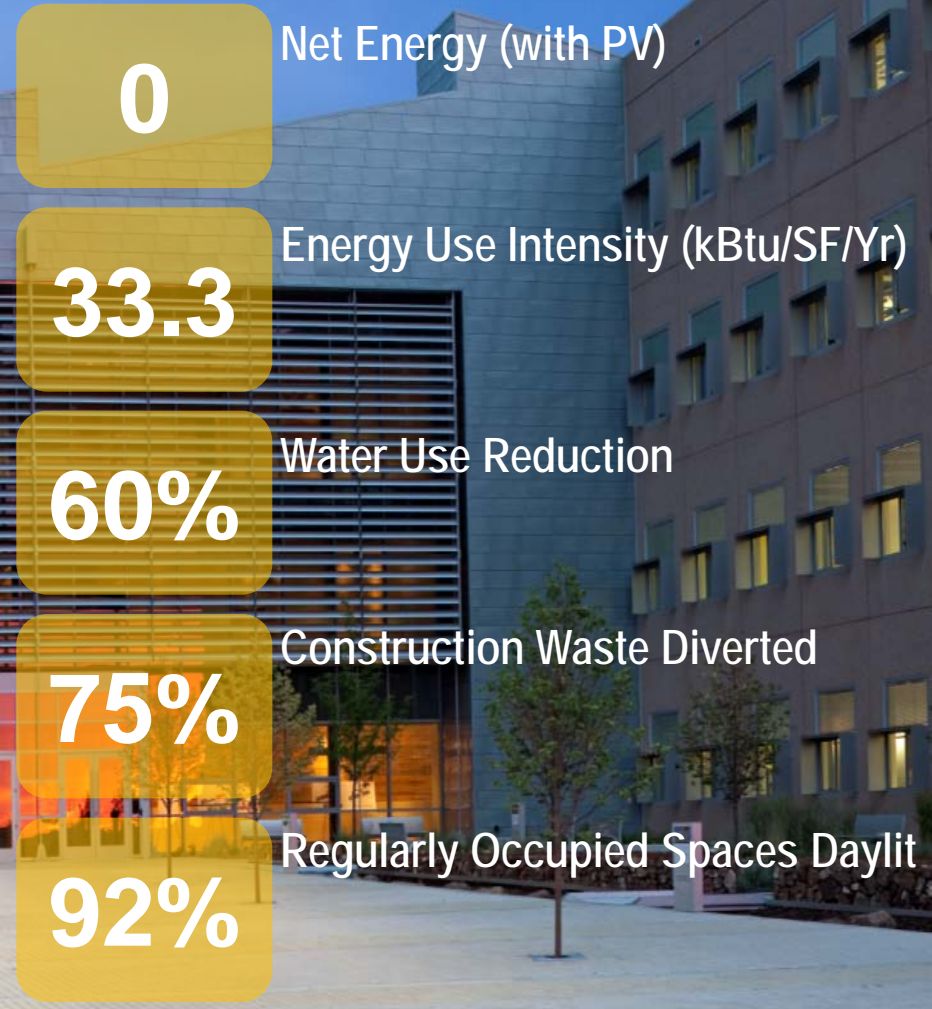 0
Net Energy (with PV)
33.3
Energy Use Intensity (kBtu/SF/Yr)
60%
Water Use Reduction
75%
Construction Waste Diverted
92%
Regularly Occupied Spaces Daylit